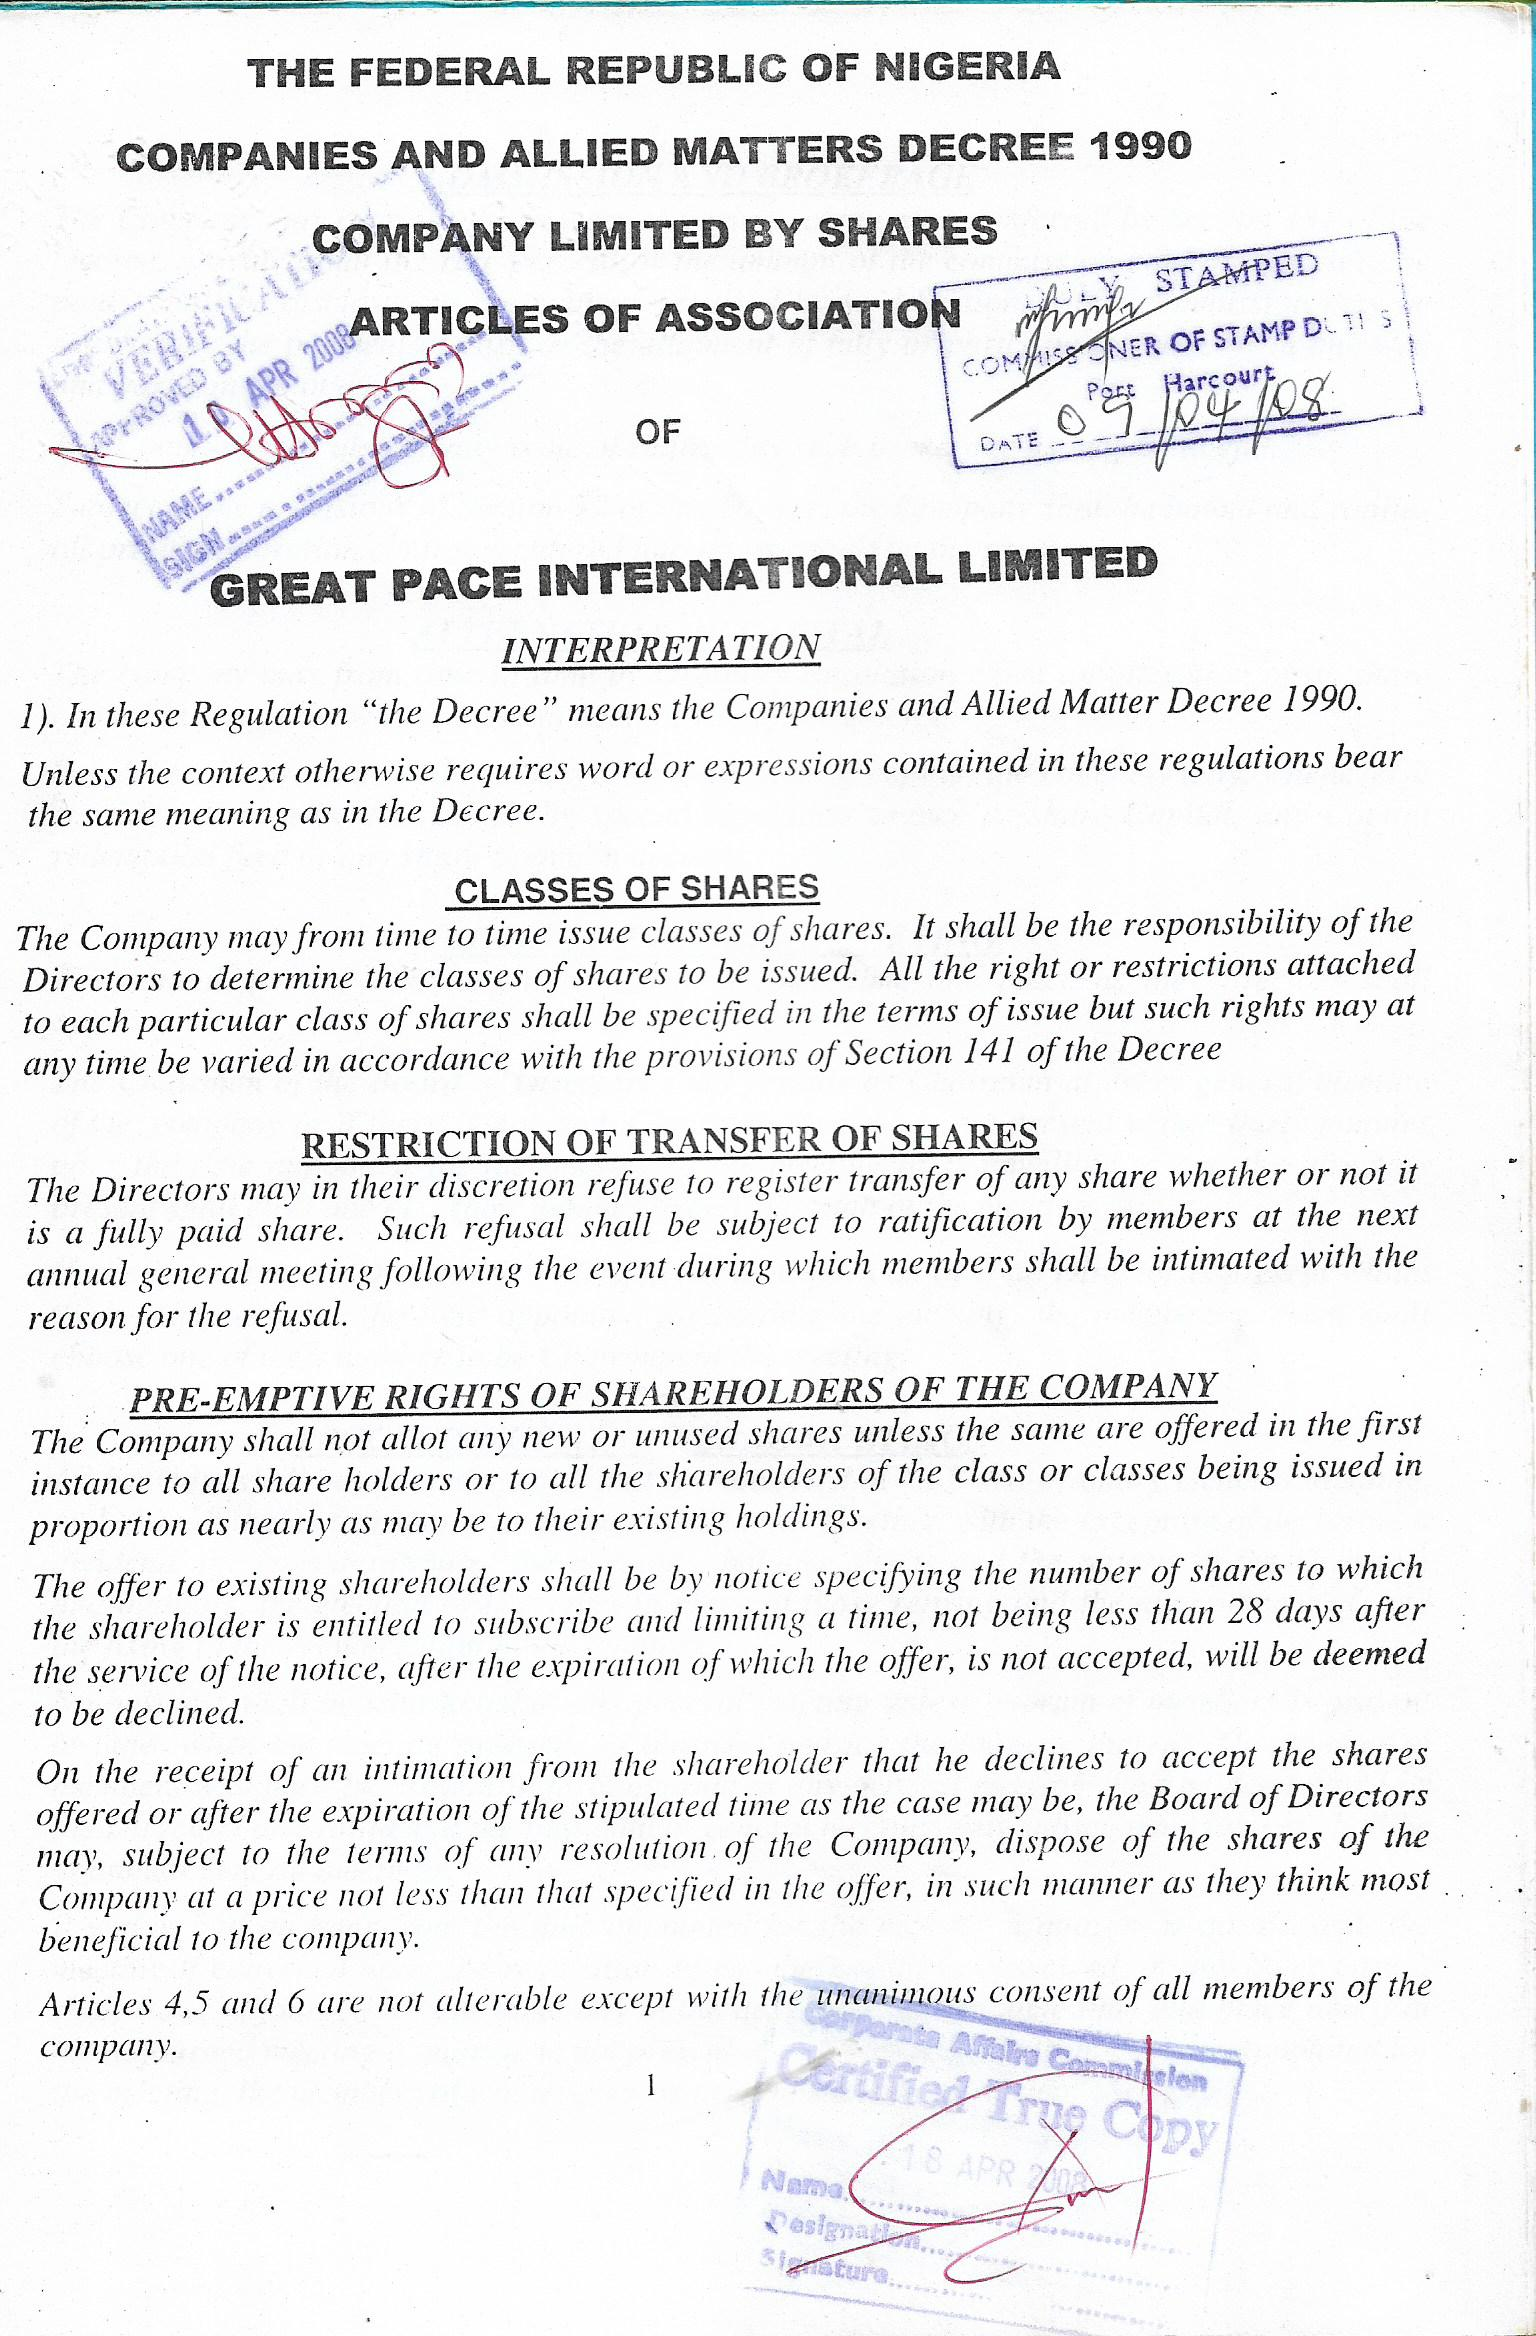 THE FEDERAL REPUBLIC OF NIGERIA
COMPANIES AND ALLIED MATTERS DECREE 1990
COMPANY LIMITED BY SHARES
ARTICLES OF ASSOCIATION
VERIFICATION
APPROVED BY
10 APR 2008
NAME
SIGN
DULY STAMPED
COMMISSIONER OF STAMP DUTIES
Port Harcourt
DATE 09/04/08
OF
GREAT PACE INTERNATIONAL LIMITED
INTERPRETATION
1). In these Regulation “the Decree” means the Companies and Allied Matter Decree 1990.
Unless the context otherwise requires word or expressions contained in these regulations bear
the same meaning as in the Decree.
CLASSES OF SHARES
The Company may from time to time issue classes of shares. It shall be the responsibility of the
Directors to determine the classes of shares to be issued. All the right or restrictions attached
to each particular class of shares shall be specified in the terms of issue but such rights may at
any time be varied in accordance with the provisions of Section 141 of the Decree
RESTRICTION OF TRANSFER OF SHARES
The Directors may in their discretion refuse to register transfer of any share whether or not it
is a fully paid share. Such refusal shall be subject to ratification by members at the next
annual general meeting following the event during which members shall be intimated with the
reason for the refusal.
PRE-EMPTIVE RIGHTS OF SHAREHOLDERS OF THE COMPANY
The Company shall not allot any new or unused shares unless the same are offered in the first
instance to all share holders or to all the shareholders of the class or classes being issued in
proportion as nearly as may be to their existing holdings.
The offer to existing shareholders shall be by notice specifying the number of shares to which
the shareholder is entitled to subscribe and limiting a time, not being less than 28 days after
the service of the notice, after the expiration of which the offer, is not accepted, will be deemed
to be declined.
On the receipt of an intimation from the shareholder that he declines to accept the shares
offered or after the expiration of the stipulated time as the case may be, the Board of Directors
may, subject to the terms of any resolution of the Company, dispose of the shares of the
Company at a price not less than that specified in the offer, in such manner as they think most
beneficial to the company.
Articles 4,5 and 6 are not alterable except with the unanimous consent of all members of the
company.
1
Corporate Affairs Commission
Certified True Copy
18 APR 2008
Name
Designation
Signature